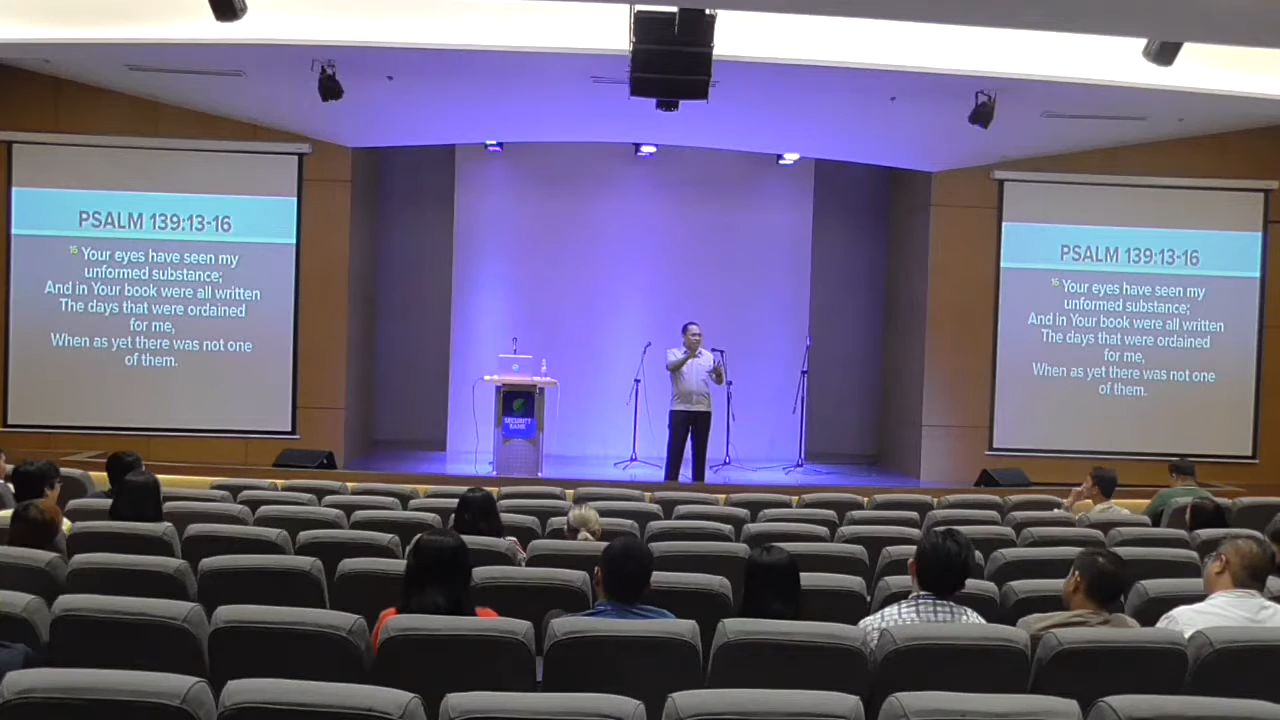 PSALM 139:13-16
16 Your eyes have seen my
unformed substance;
And in Your book were all written
The days that were ordained
for me,
When as yet there was not one
of them.
SECURITY
BANK
PSALM 139:13-16
16 Your eyes have seen my
unformed substance;
And in Your book were all written
The days that were ordained
for me,
When as yet there was not one
of them.